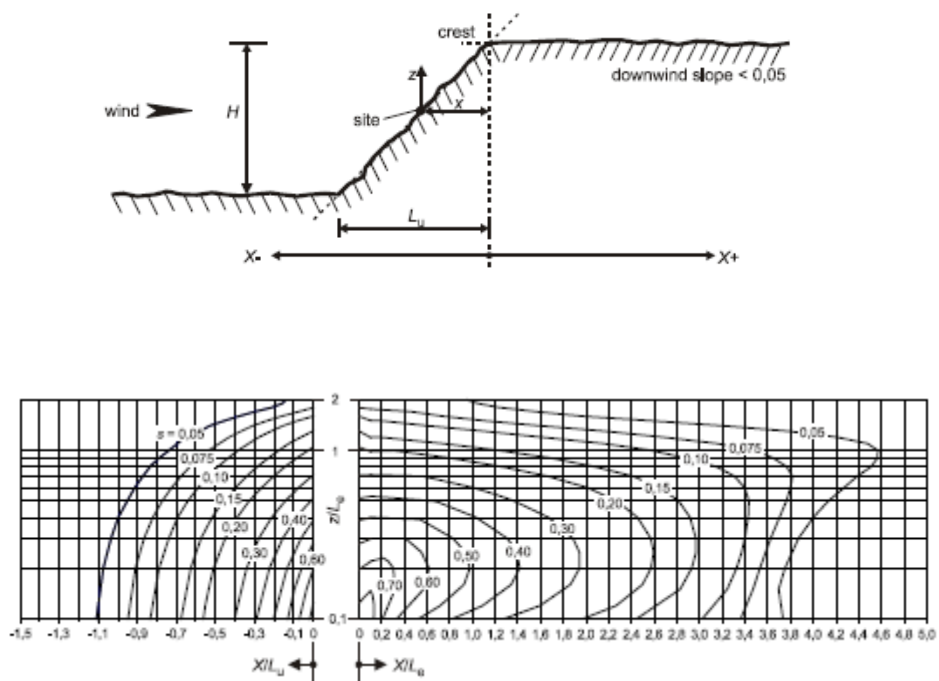 crest
z
downwind slope < 0,05
wind
H
x
site
L u
X-
X+
2
s = 0,05
0,05
0,075
1
0,075
0,10
0,10
0,15
0,15
0,20
0,20
0,40
z/L e
0,30
0,30
0,50
0,40
0,60
0,70
0,60
0,1
-1,5 -1,3 -1,1 -0,9 -0,7 -0,5 -0,3 -0,1 0
0 0,2 0,4 0,6 0,8 1,0 1,2 1,4 1,6 1,8 2,0 2,2 2,4 2,6 2,8 3,0 3,2 3,4 3,6 3,8 4,0 4,2 4,4 4,6 4,8 5,0
X/L u
X/L e